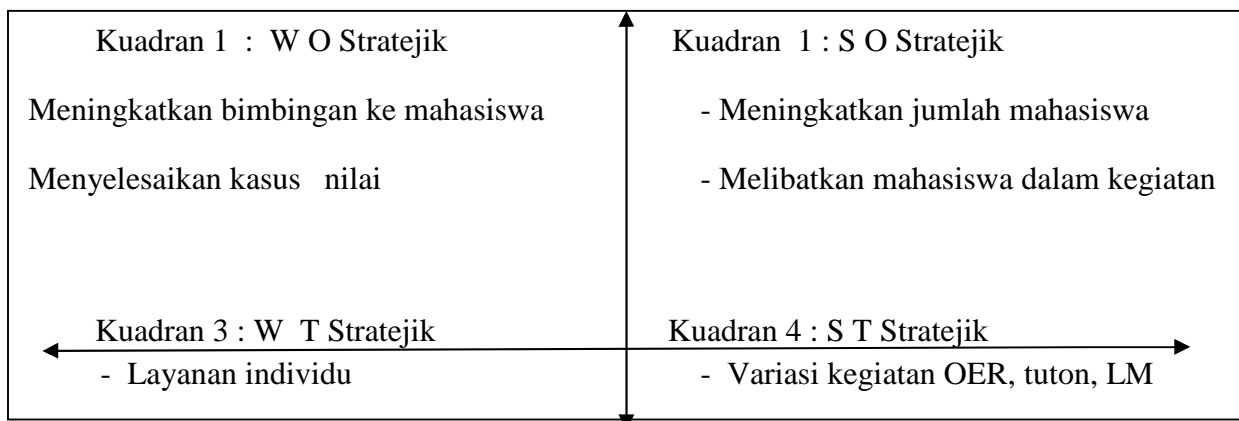 Kuadran 1 : W O Stratejik
Meningkatkan bimbingan ke mahasiswa
Menyelesaikan kasus nilai
Kuadran 1 : S O Stratejik
- Meningkatkan jumlah mahasiswa
- Melibatkan mahasiswa dalam kegiatan
Kuadran 3 : W T Stratejik
- Layanan individu
Kuadran 4 : S T Stratejik
- Variasi kegiatan OER, tuton, LM